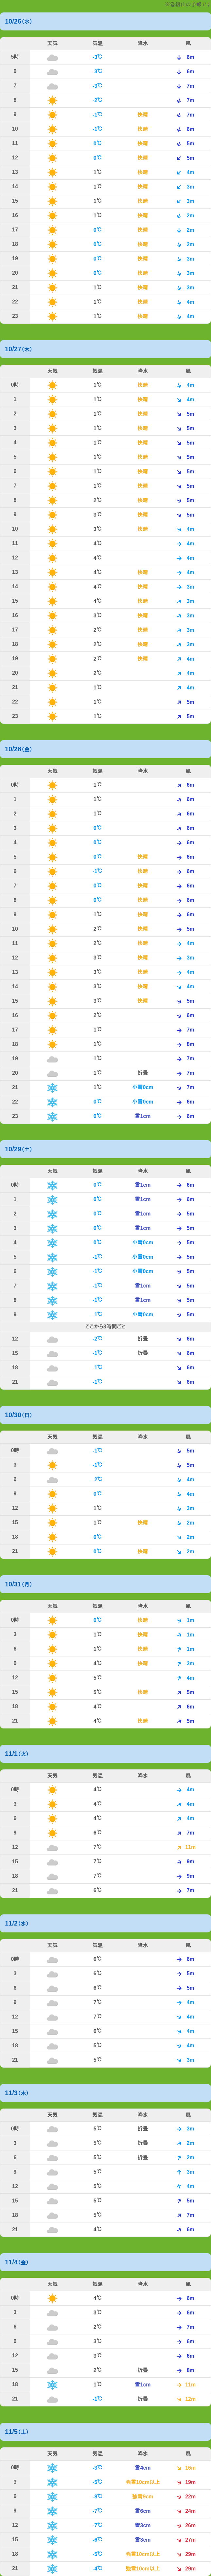 10/26(水)
天気 気温 降水 風
5時 -3℃ 6m
6 -3℃ 6m
7 -3℃ 7m
8 -2℃ 7m
9 -1℃ 快晴 7m
10 -1℃ 快晴 6m
11 0℃ 快晴 5m
12 0℃ 快晴 5m
13 1℃ 快晴 4m
14 1℃ 快晴 3m
15 1℃ 快晴 3m
16 1℃ 快晴 2m
17 0℃ 快晴 2m
18 0℃ 快晴 2m
19 0℃ 快晴 3m
20 0℃ 快晴 3m
21 1℃ 快晴 3m
22 1℃ 快晴 4m
23 1℃ 快晴 4m
10/27(木)
天気 気温 降水 風
0時 1℃ 快晴 4m
1 1℃ 快晴 4m
2 1℃ 快晴 5m
3 1℃ 快晴 5m
4 1℃ 快晴 5m
5 1℃ 快晴 5m
6 1℃ 快晴 5m
7 1℃ 快晴 5m
8 2℃ 快晴 5m
9 3℃ 快晴 5m
10 3℃ 快晴 4m
11 4℃ 4m
12 4℃ 4m
13 4℃ 快晴 4m
14 4℃ 快晴 3m
15 4℃ 快晴 3m
16 3℃ 快晴 3m
17 2℃ 快晴 3m
18 2℃ 快晴 3m
19 2℃ 快晴 4m
20 2℃ 4m
21 1℃ 4m
22 1℃ 5m
23 1℃ 5m
10/28(金)
天気 気温 降水 風
0時 1℃ 6m
1 1℃ 6m
2 1℃ 6m
3 0℃ 6m
4 0℃ 6m
5 0℃ 快晴 6m
6 -1℃ 快晴 6m
7 0℃ 快晴 6m
8 0℃ 快晴 6m
9 1℃ 快晴 6m
10 2℃ 快晴 5m
11 2℃ 快晴 4m
12 3℃ 快晴 3m
13 3℃ 快晴 4m
14 3℃ 快晴 4m
15 3℃ 快晴 5m
16 2℃ 6m
17 1℃ 7m
18 1℃ 8m
19 1℃ 7m
20 1℃ 折曇 7m
21 1℃ 小雪0cm 7m
22 0℃ 小雪0cm 6m
23 0℃ 雪1cm 6m
10/29(土)
天気 気温 降水 風
0時 0℃ 雪1cm 6m
1 0℃ 雪1cm 6m
2 0℃ 雪1cm 5m
3 0℃ 雪1cm 5m
4 0℃ 小雪0cm 5m
5 -1℃ 小雪0cm 5m
6 -1℃ 小雪0cm 5m
7 -1℃ 雪1cm 5m
8 -1℃ 雪1cm 5m
9 -1℃ 小雪0cm 5m
ここから3時間ごと
12 -2℃ 折曇 6m
15 -1℃ 折曇 6m
18 -1℃ 6m
21 -1℃ 6m
10/30(日)
天気 気温 降水 風
0時 -1℃ 5m
3 -1℃ 5m
6 -2℃ 4m
9 0℃ 4m
12 1℃ 3m
15 1℃ 快晴 2m
18 0℃ 2m
21 0℃ 快晴 2m
10/31(月)
天気 気温 降水 風
0時 0℃ 快晴 1m
3 1℃ 快晴 1m
6 1℃ 快晴 1m
9 4℃ 快晴 3m
12 5℃ 4m
15 5℃ 快晴 5m
18 4℃ 6m
21 4℃ 快晴 5m
11/1(火)
天気 気温 降水 風
0時 4℃ 4m
3 4℃ 4m
6 4℃ 4m
9 6℃ 7m
12 7℃ 11m
15 7℃ 9m
18 7℃ 9m
21 6℃ 7m
11/2(水)
天気 気温 降水 風
0時 6℃ 6m
3 6℃ 5m
6 6℃ 5m
9 7℃ 4m
12 7℃ 4m
15 6℃ 4m
18 5℃ 4m
21 5℃ 3m
11/3(木)
天気 気温 降水 風
0時 5℃ 折曇 3m
3 5℃ 折曇 2m
6 5℃ 折曇 2m
9 5℃ 3m
12 5℃ 4m
15 5℃ 5m
18 5℃ 7m
21 4℃ 6m
11/4(金)
天気 気温 降水 風
0時 4℃ 6m
3 3℃ 6m
6 2℃ 7m
9 3℃ 6m
12 3℃ 6m
15 2℃ 折曇 8m
18 1℃ 雪1cm 11m
21 -1℃ 折曇 12m
11/5(土)
天気 気温 降水 風
0時 -3℃ 雪4cm 16m
3 -5℃ 強雪10cm以上 19m
6 -8℃ 強雪9cm 22m
9 -7℃ 雪6cm 24m
12 -7℃ 雪3cm 26m
15 -6℃ 雪3cm 27m
18 -5℃ 強雪10cm以上 29m
21 -4℃ 強雪10cm以上 29m